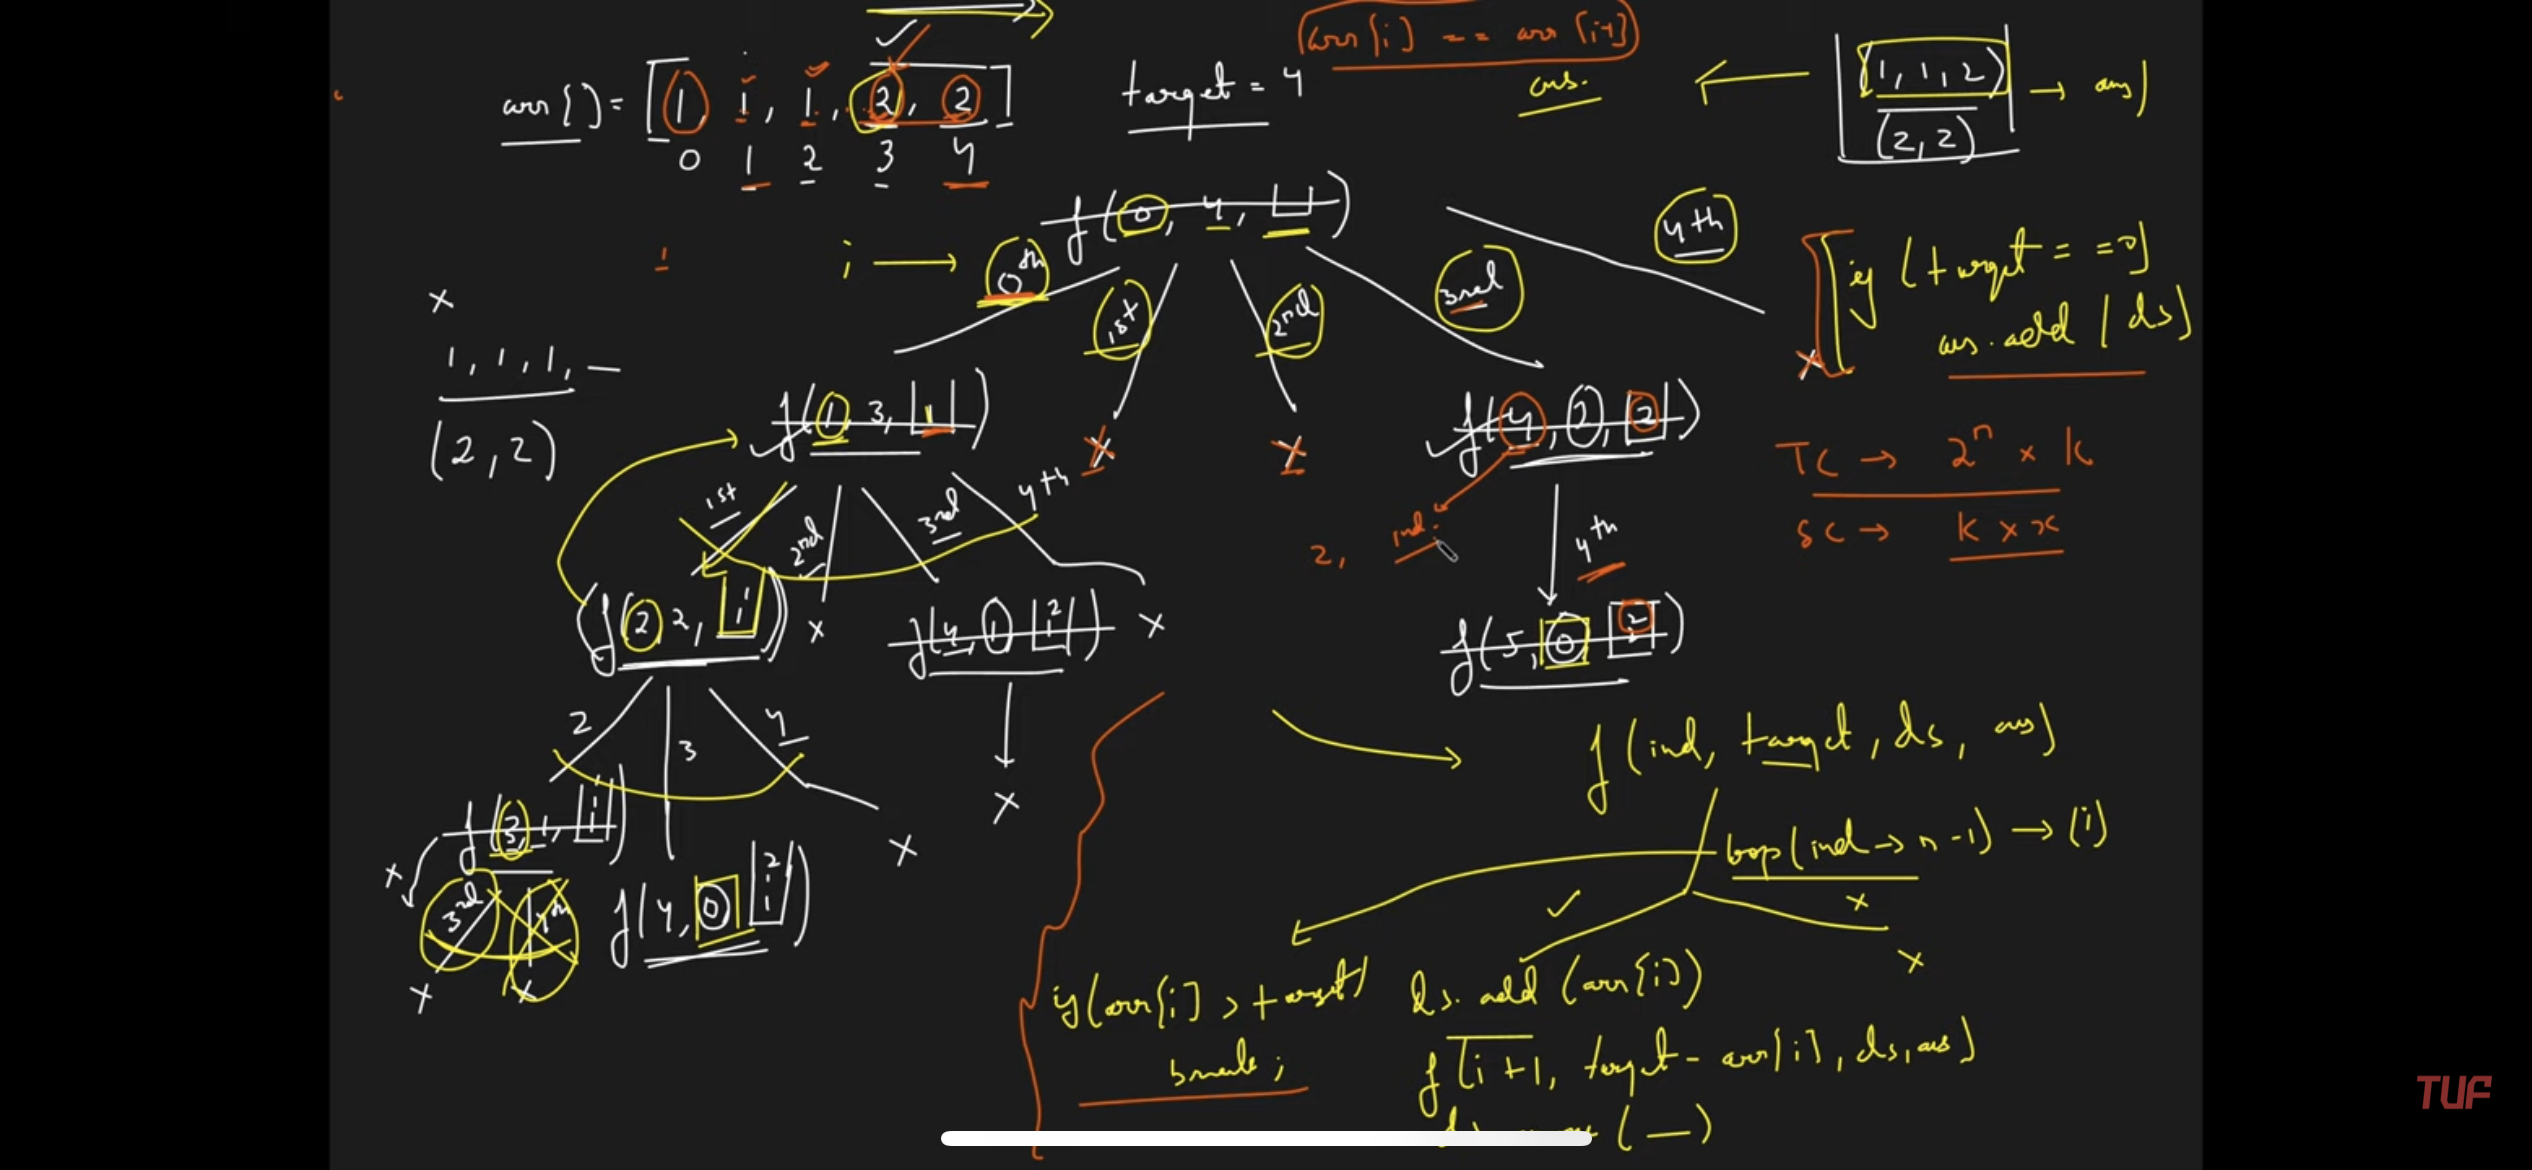 arr[] = [1, 1, 1, 2, 2]
0 1 2 3 4
target = 4
arr[i] == arr[i-1]
ans.
(1, 1, 2) → ans
(2, 2)
f(0, 4, )
i → 0th
1st
2nd
3rd
4th
if (target == 0)
ans.add(ds)
x
1, 1, 1, —
(2, 2)
f(1, 3, 1)
x
x
f(4, 2, 2)
x
TC → 2^n x k
SC → k x x
1st
2nd
3rd
4th
2, ind.
4th
f(2, 2, 1 1)
x
f(4, 1, 2 1)
x
f(5, 0, 2 2)
2
3
4
x
f(ind, target, ds, ans)
f(3, 1, 1 1 1)
x
loop(ind → n-1) → (i)
x
3rd
4th
x
x
f(4, 0, 2 1 1)
x
if(arr[i] > target)
break;
ds.add(arr[i])
f(i+1, target - arr[i], ds, ans)
(—)
TUF